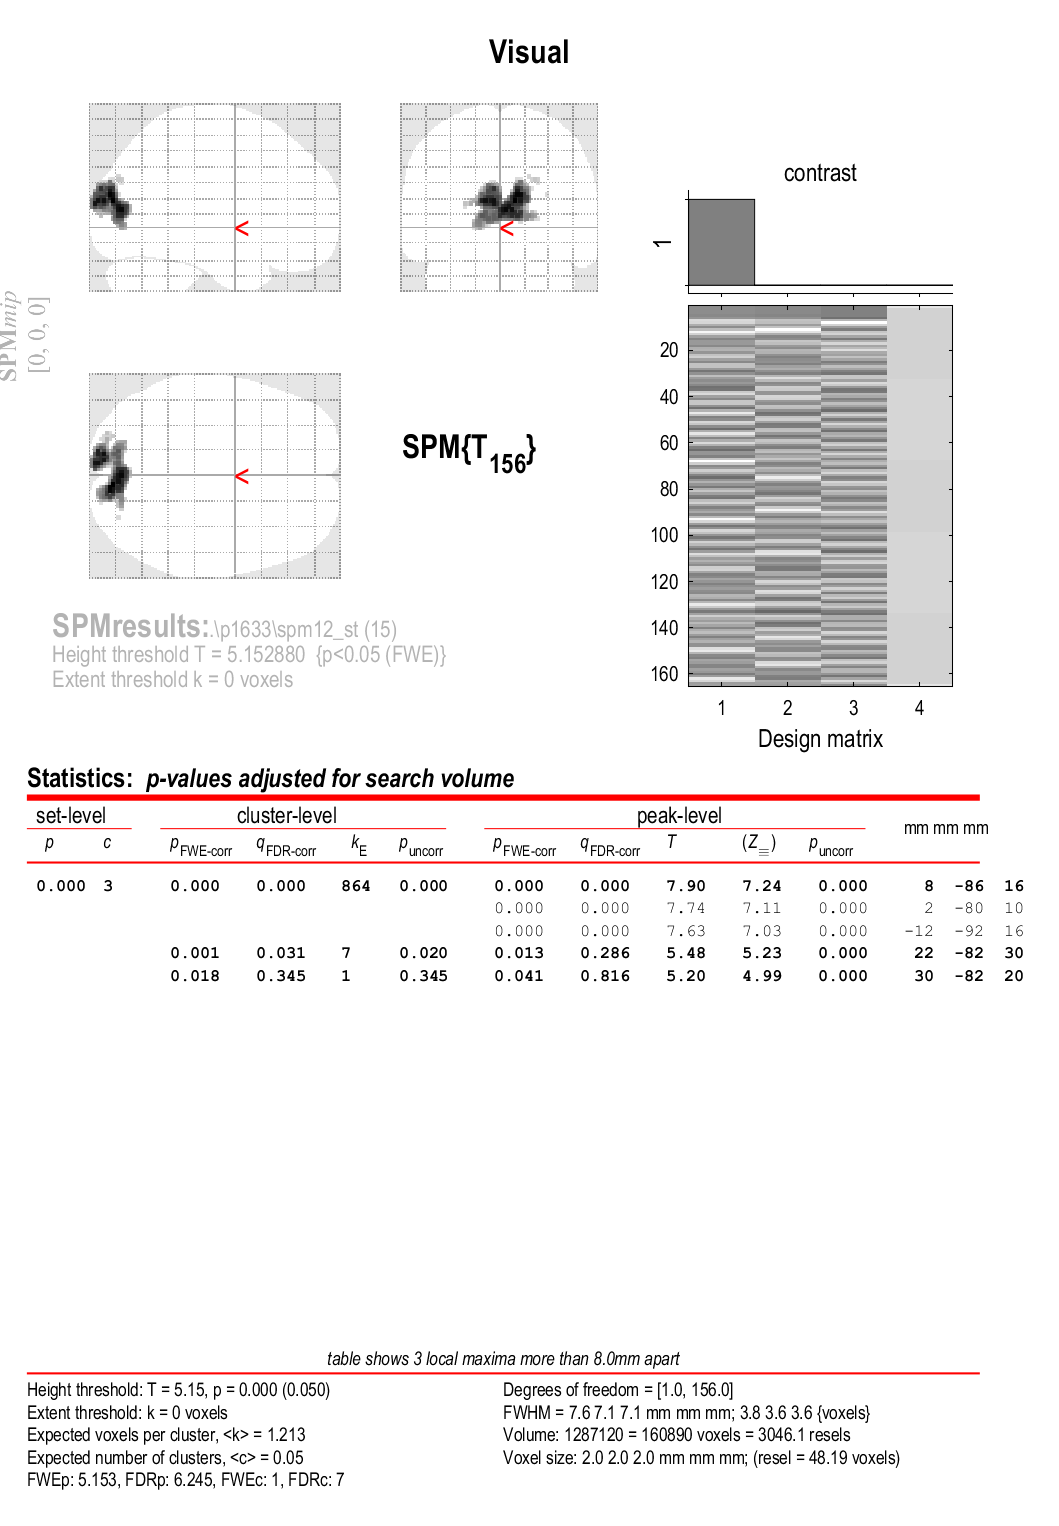 Visual
<
<
SPMmip
[0, 0, 0]
<
SPM{T156}
contrast
1
20
40
60
80
100
120
140
160
1 2 3 4
Design matrix
SPMresults:.\p1633\spm12_st (15)
Height threshold T = 5.152880 {p<0.05 (FWE)}
Extent threshold k = 0 voxels
Statistics: p-values adjusted for search volume
set-level cluster-level peak-level mm mm mm
p c pFWE-corr qFDR-corr kE puncorr pFWE-corr qFDR-corr T (Z≡) puncorr
0.000 3 0.000 0.000 864 0.000 0.000 0.000 7.90 7.24 0.000 8 -86 16
0.000 0.000 7.74 7.11 0.000 2 -80 10
0.000 0.000 7.63 7.03 0.000 -12 -92 16
0.001 0.031 7 0.020 0.013 0.286 5.48 5.23 0.000 22 -82 30
0.018 0.345 1 0.345 0.041 0.816 5.20 4.99 0.000 30 -82 20
table shows 3 local maxima more than 8.0mm apart
Height threshold: T = 5.15, p = 0.000 (0.050)
Extent threshold: k = 0 voxels
Expected voxels per cluster, <k> = 1.213
Expected number of clusters, <c> = 0.05
FWEp: 5.153, FDRp: 6.245, FWEc: 1, FDRc: 7
Degrees of freedom = [1.0, 156.0]
FWHM = 7.6 7.1 7.1 mm mm mm; 3.8 3.6 3.6 {voxels}
Volume: 1287120 = 160890 voxels = 3046.1 resels
Voxel size: 2.0 2.0 2.0 mm mm mm; (resel = 48.19 voxels)